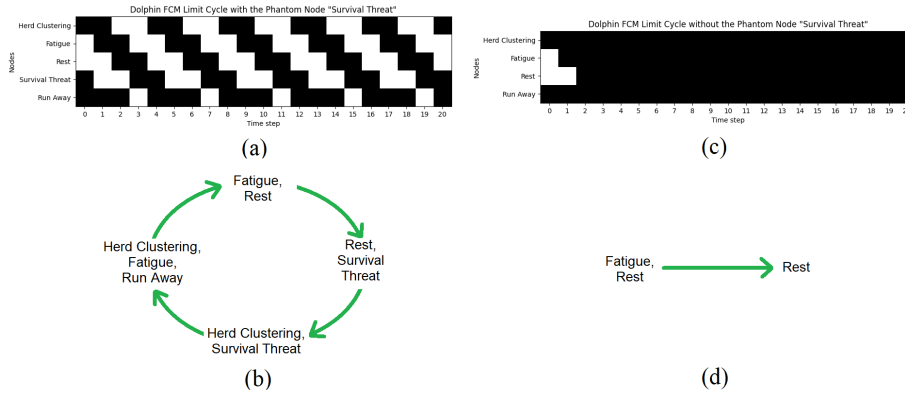 Dolphin FCM Limit Cycle with the Phantom Node "Survival Threat"
Herd Clustering
Fatigue
Rest
Survival Threat
Run Away
Nodes
0 1 2 3 4 5 6 7 8 9 10 11 12 13 14 15 16 17 18 19 20
Time step
(a)
Dolphin FCM Limit Cycle without the Phantom Node "Survival Threat"
Herd Clustering
Fatigue
Rest
Run Away
Nodes
0 1 2 3 4 5 6 7 8 9 10 11 12 13 14 15 16 17 18 19
Time step
(c)
Fatigue,
Rest
Rest,
Survival
Threat
Herd Clustering,
Survival Threat
Herd Clustering,
Fatigue,
Run Away
(b)
Fatigue,
Rest
Rest
(d)